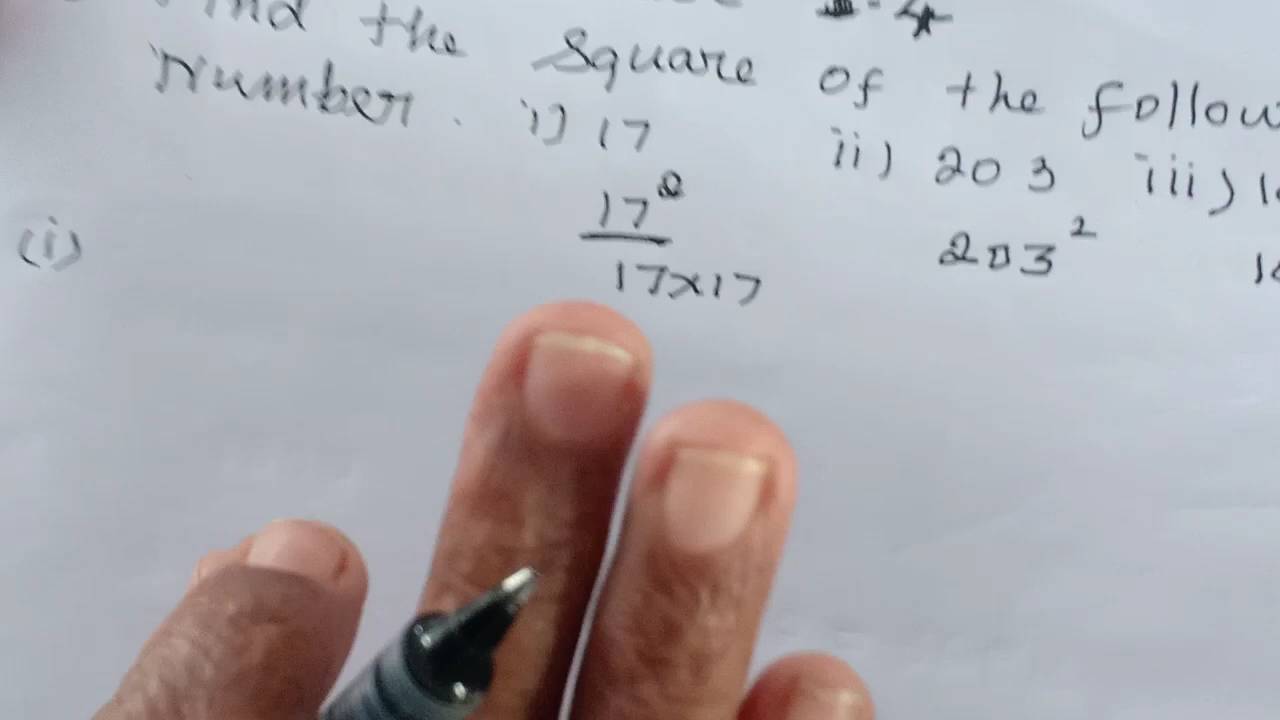 the Square of the follow
Number. i) 17 ii) 203 iii)
17² 203²
(i) 17x17